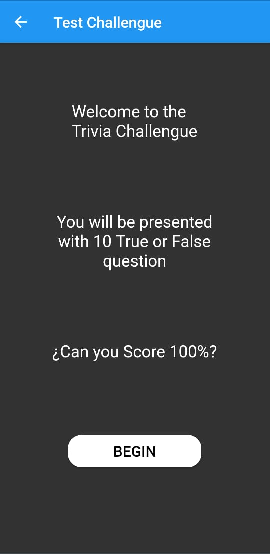 Test Challengue
Welcome to the
Trivia Challengue
You will be presented
with 10 True or False
question
¿Can you Score 100%?
BEGIN